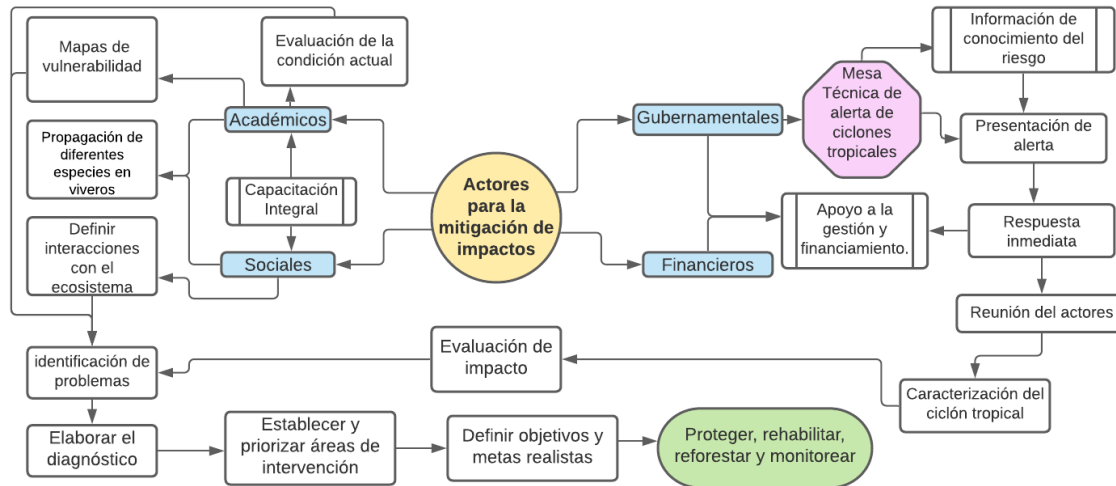 Mapas de
vulnerabilidad
Evaluación de la
condición actual
Académicos
Propagación de
diferentes
especies en
viveros
Capacitación
Integral
Definir
interacciones
con el
ecosistema
Sociales
Actores
para la
mitigación de
impactos
Gubernamentales
Financieros
Mesa
Técnica de
alerta de
ciclones
tropicales
Información de
conocimiento del
riesgo
Presentación de
alerta
Apoyo a la
gestión y
financiamiento.
Respuesta
inmediata
Reunión del actores
Caracterización del
ciclón tropical
Evaluación de
impacto
identificación de
problemas
Elaborar el
diagnóstico
Establecer y
priorizar áreas de
intervención
Definir objetivos y
metas realistas
Proteger, rehabilitar,
reforestar y monitorear